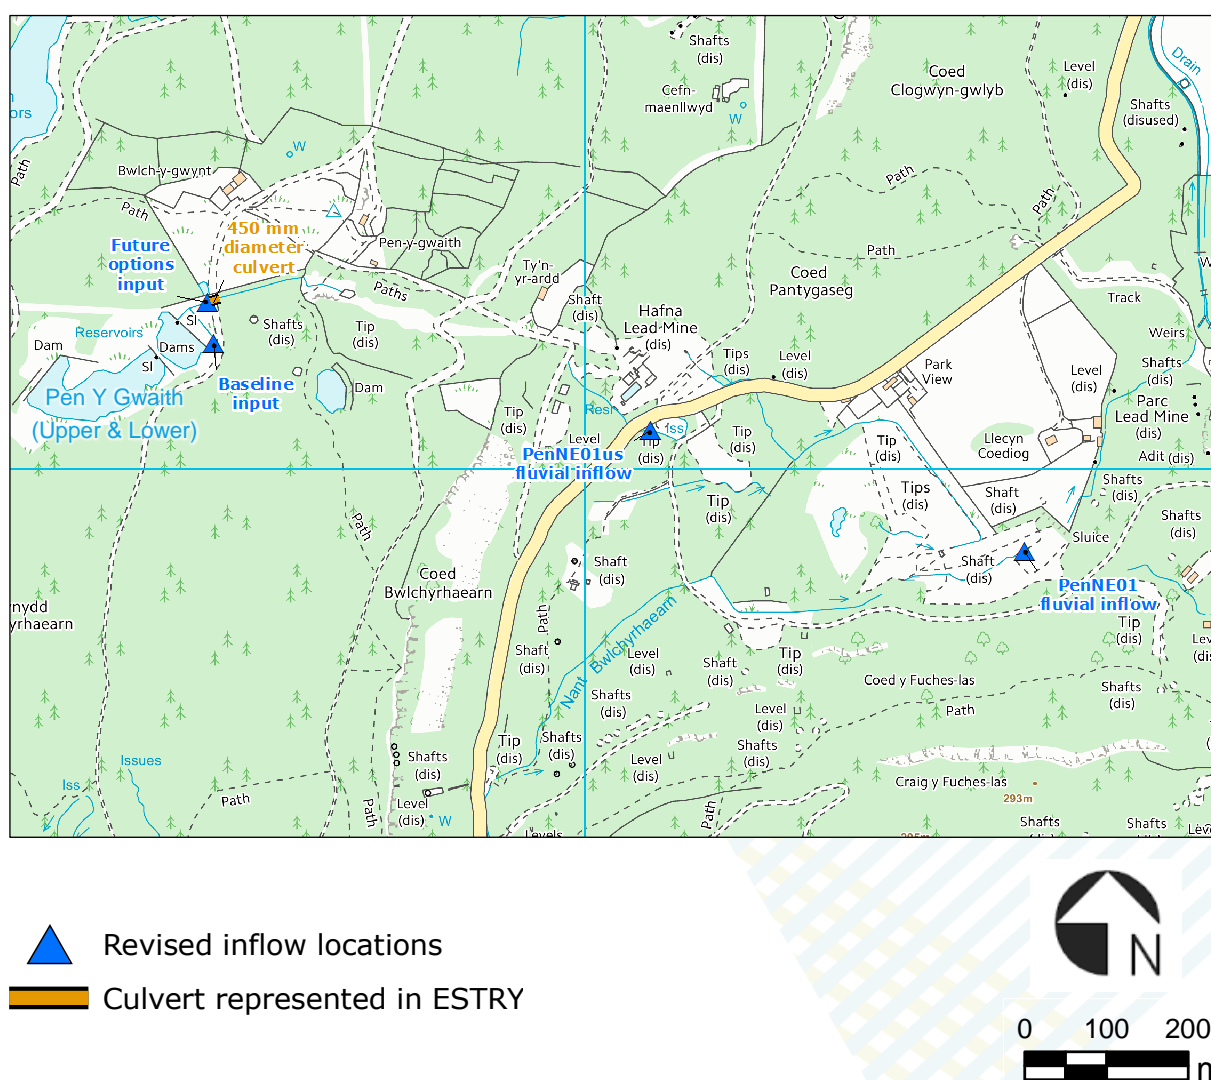 Shafts
(dis)
Cefn-
maenllwyd
W
Coed
Clogwyn-gwlyb
Level
(dis)
Drain
Shafts
(disused)
ors
Path
W
Bwlch-y-gwynt
Path
Path
Path
Path
450 mm
diameter
culvert
Future
options
input
Pen-y-gwaith
Paths
Ty'n-
yr-ardd
Shaft
(dis)
Coed
Pantygaseg
Track
Hafna
Lead-Mine
(dis)
Reservoirs
Sl
Dam
Dams
Sl
Shafts
(dis)
Tip
(dis)
Tips
(dis)
Level
(dis)
Park
View
Weirs
Shafts
(dis)
Level
(dis)
Baseline
input
Dam
Pen Y Gwaith
(Upper & Lower)
Resr
Iss
Tip
(dis)
Level
Tip
(dis)
Tip
(dis)
PenNE01us
fluvial inflow
Tip
(dis)
Llecyn
Coediog
Parc
Lead Mine
(dis)
Adit (dis)
Tips
(dis)
Tip
(dis)
Shaft
(dis)
Shafts
(dis)
Shafts
(dis)
Sluice
Path
Coed
Bwlchyrhaearn
Shaft
(dis)
Shaft
(dis)
PenNE01
fluvial inflow
Tip
(dis)
nydd
yrhaearn
Path
Nant Bwlchyrhaearn
Shaft
(dis)
Level
(dis)
Shaft
(dis)
Tip
(dis)
Coed y Fuches-las
Path
Shafts
(dis)
Shafts
(dis)
Level
(dis)
Shafts
(dis)
Tip
(dis)
Shafts
(dis)
Level
(dis)
Shafts
(dis)
Craig y Fuches-las
293m
Issues
Iss
Path
Path
Level
(dis)
W
Levels
Path
Shafts
Shafts
Revised inflow locations
Culvert represented in ESTRY
N
0 100 200
m